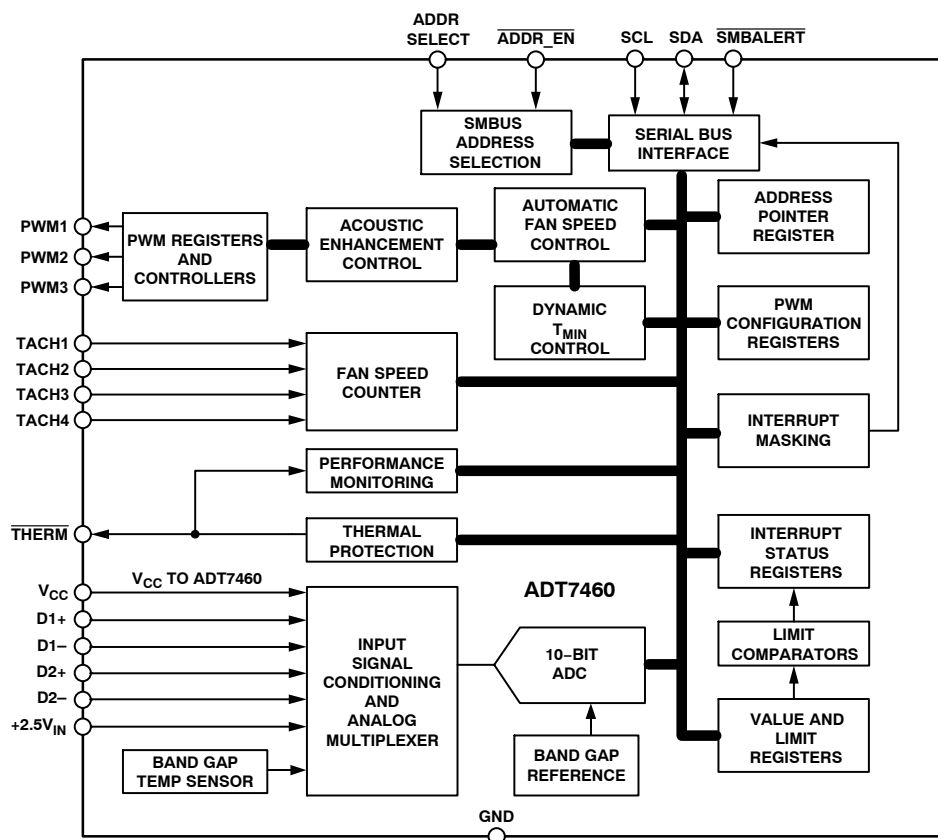 ADDR
SELECT
ADDR_EN
SCL
SDA
SMBALERT
SMBUS
ADDRESS
SELECTION
SERIAL BUS
INTERFACE
PWM1
PWM2
PWM3
PWM REGISTERS
AND
CONTROLLERS
ACOUSTIC
ENHANCEMENT
CONTROL
AUTOMATIC
FAN SPEED
CONTROL
ADDRESS
POINTER
REGISTER
DYNAMIC
TMIN
CONTROL
PWM
CONFIGURATION
REGISTERS
TACH1
TACH2
TACH3
TACH4
FAN SPEED
COUNTER
INTERRUPT
MASKING
PERFORMANCE
MONITORING
THERM
THERMAL
PROTECTION
INTERRUPT
STATUS
REGISTERS
VCC
VCC TO ADT7460
D1+
D1–
D2+
D2–
+2.5VIN
INPUT
SIGNAL
CONDITIONING
AND
ANALOG
MULTIPLEXER
ADT7460
10–BIT
ADC
LIMIT
COMPARATORS
VALUE AND
LIMIT
REGISTERS
BAND GAP
TEMP SENSOR
BAND GAP
REFERENCE
GND